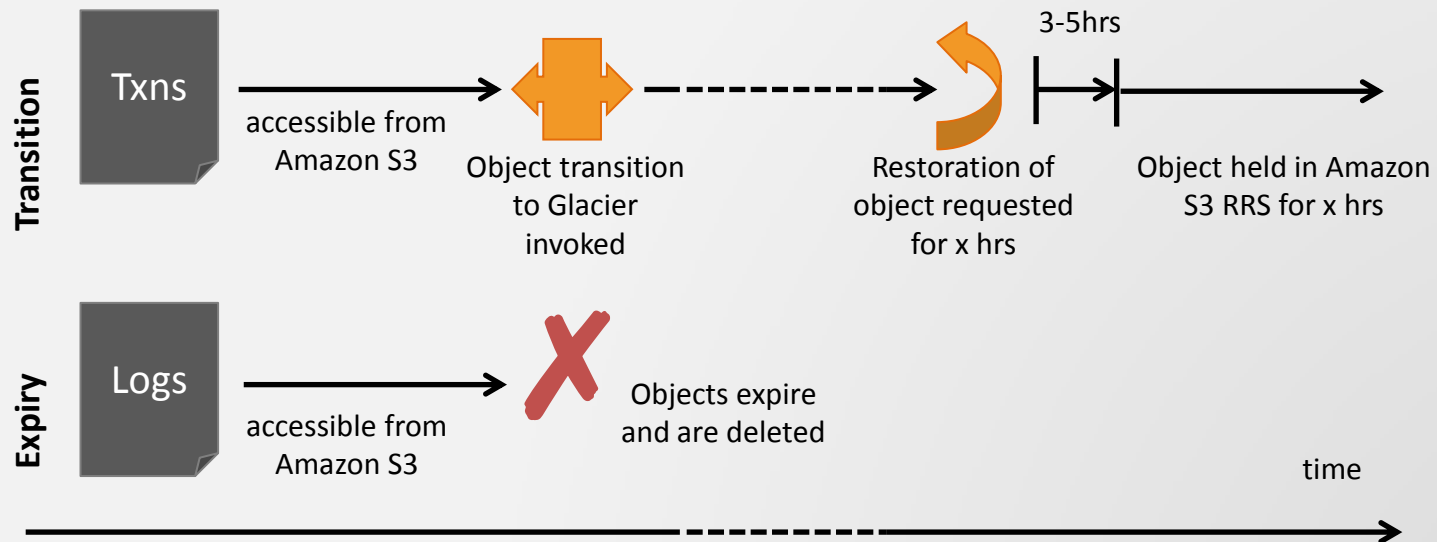 Transition
Txns
accessible from
Amazon S3
Object transition
to Glacier
invoked
Restoration of
object requested
for x hrs
3-5hrs
Object held in Amazon
S3 RRS for x hrs
Expiry
Logs
accessible from
Amazon S3
Objects expire
and are deleted
time